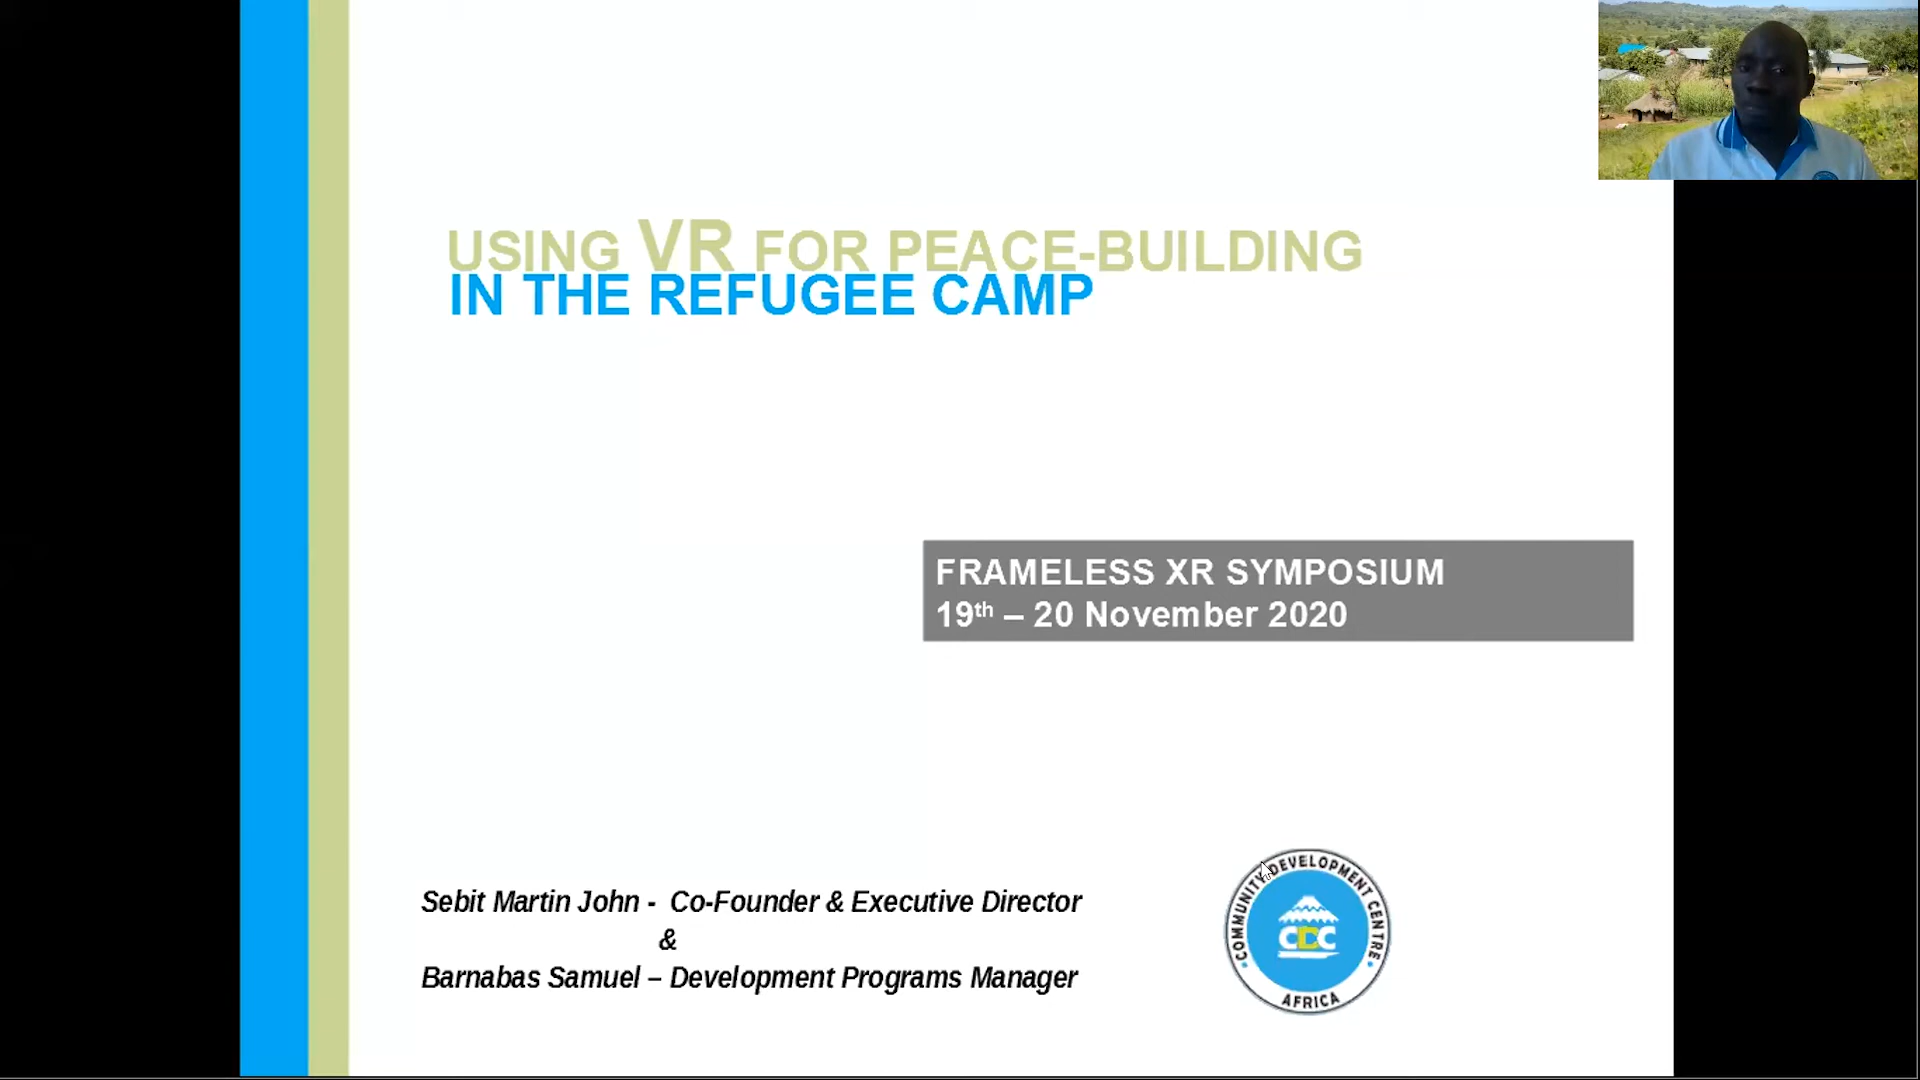 USING VR FOR PEACE-BUILDING
IN THE REFUGEE CAMP
FRAMELESS XR SYMPOSIUM
19th – 20 November 2020
Sebit Martin John - Co-Founder & Executive Director
&
Barnabas Samuel – Development Programs Manager
COMMUNITY DEVELOPMENT CENTRE
CDC
AFRICA